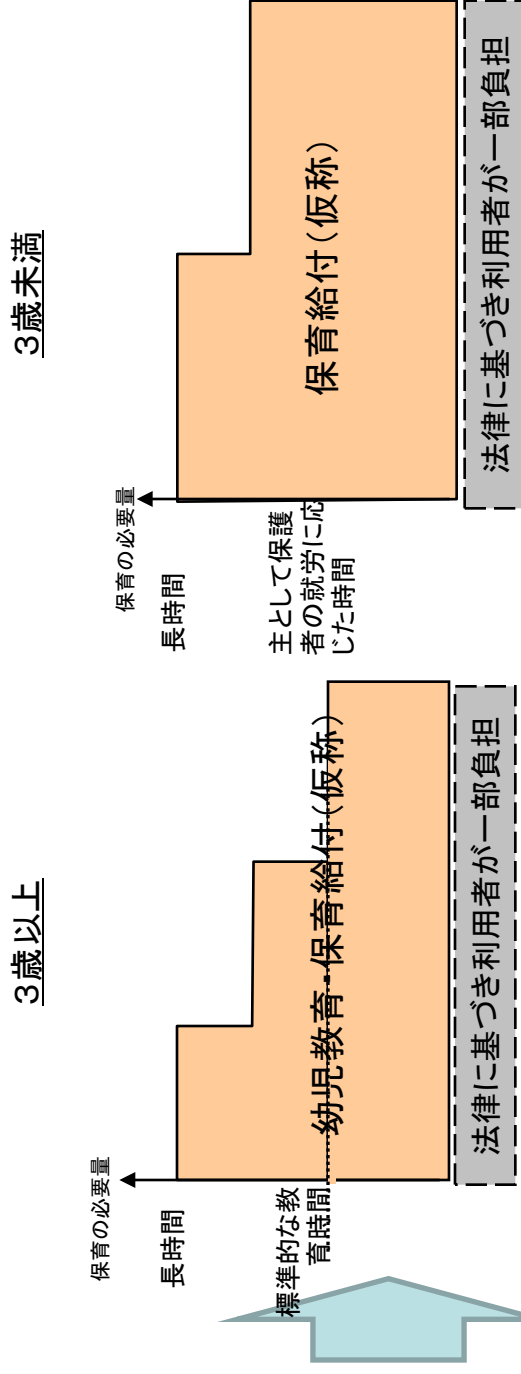 3歳以上
保育の必要量
長時間
標準的な教
育時間
幼児教育・保育給付(仮称)
法律に基づき利用者が一部負担
3歳未満
保育の必要量
長時間
主として保護
者の就労に応
じた時間
保育給付(仮称)
法律に基づき利用者が一部負担